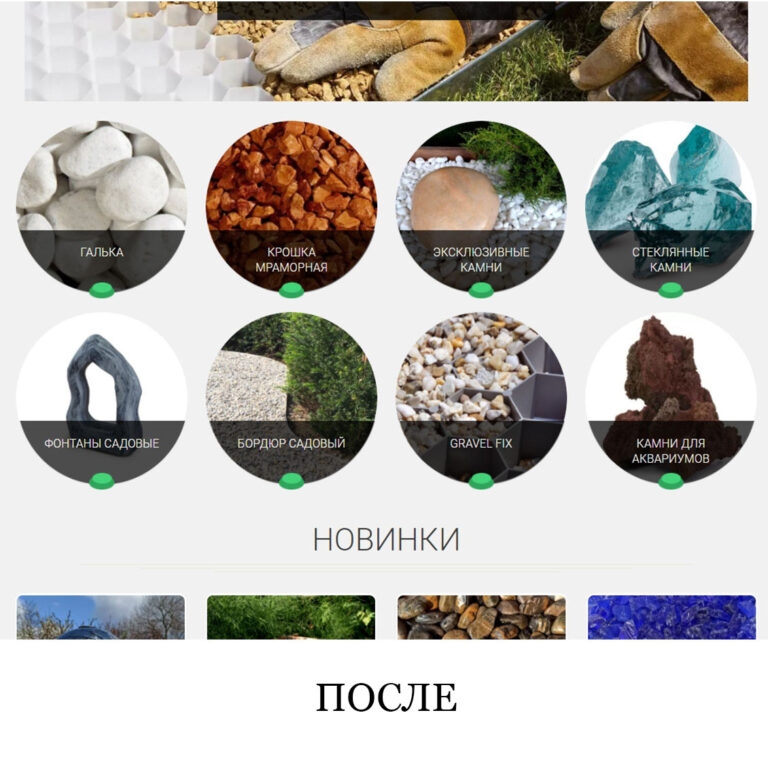 ГАЛЬКА
КРОШКА
МРАМОРНАЯ
ЭКСКЛЮЗИВНЫЕ
КАМНИ
СТЕКЛЯННЫЕ
КАМНИ
ФОНТАНЫ САДОВЫЕ
БОРДЮР САДОВЫЙ
GRAVEL FIX
КАМНИ ДЛЯ
АКВАРИУМОВ
НОВИНКИ
ПОСЛЕ